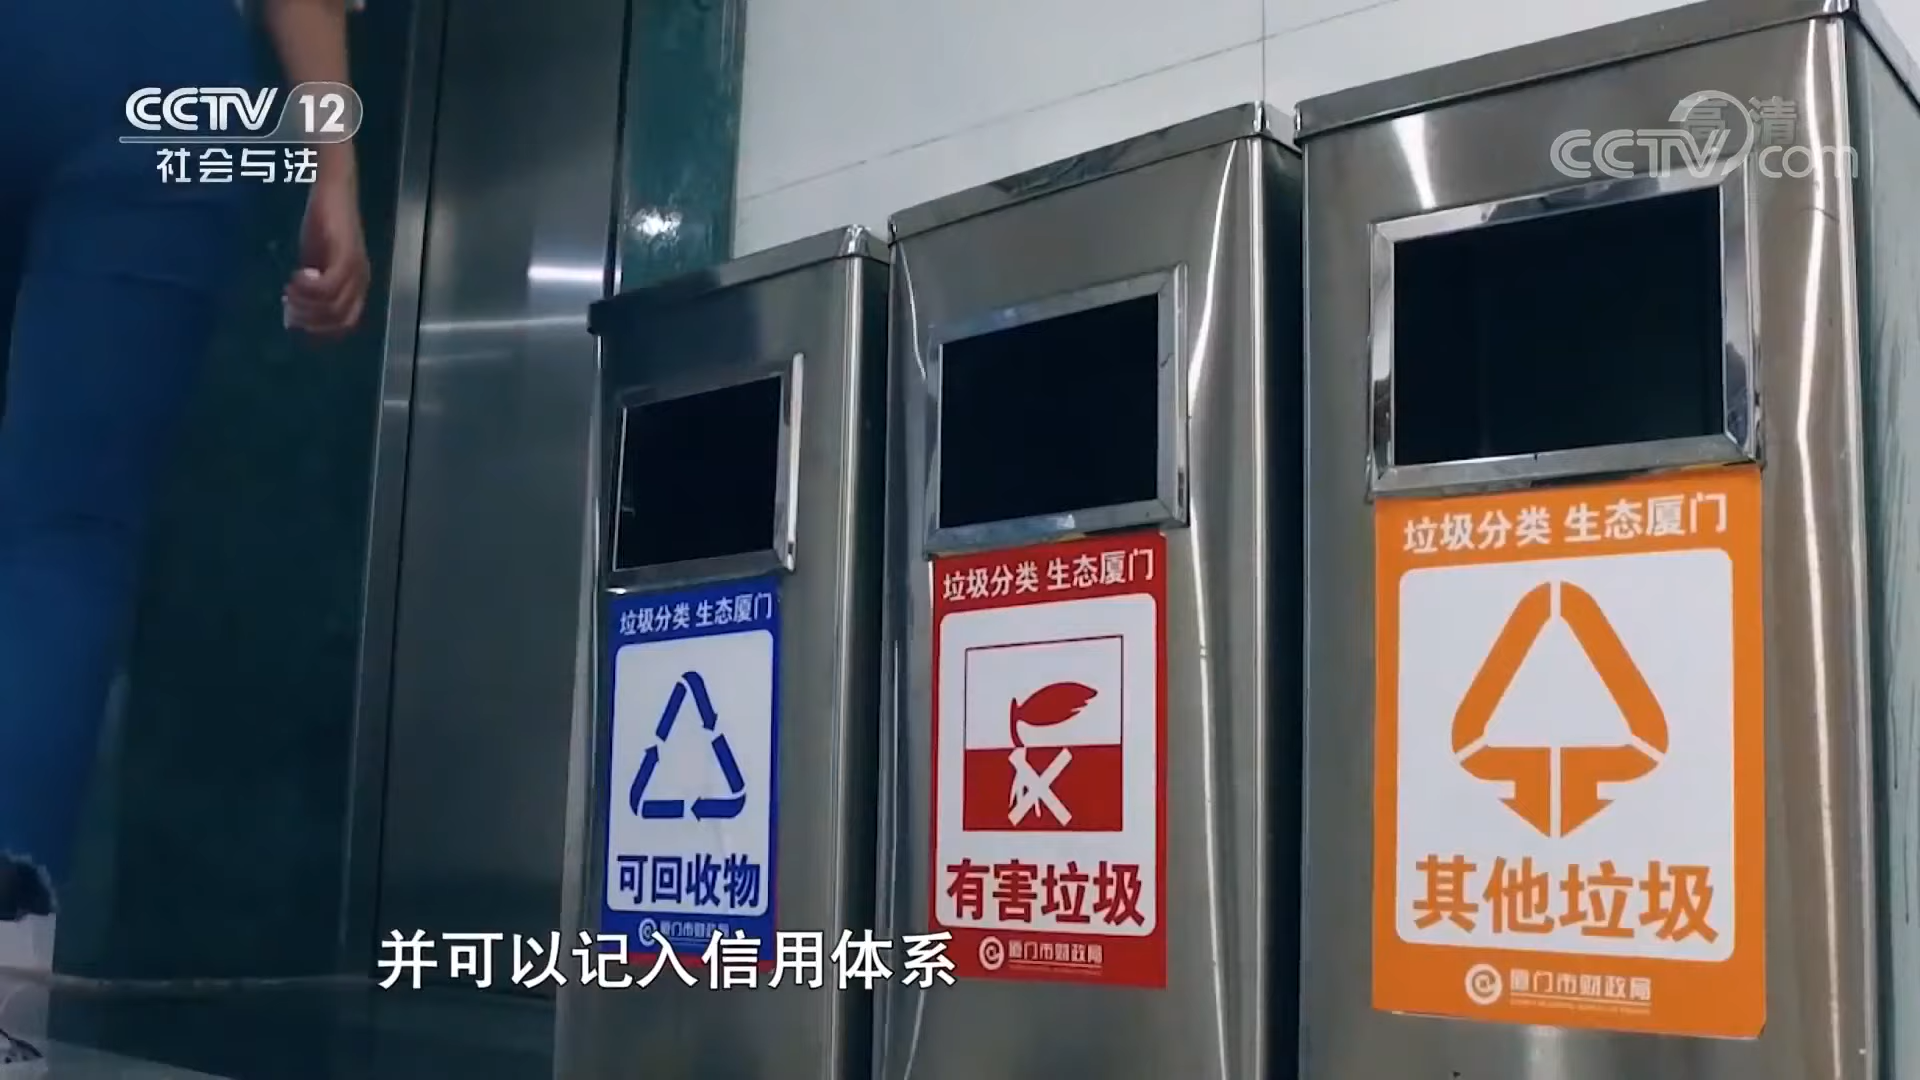 CCTV 12
社会与法
高清
CCTV.com
垃圾分类 生态厦门
可回收物
厦门市财政局
垃圾分类 生态厦门
有害垃圾
厦门市财政局
垃圾分类 生态厦门
其他垃圾
厦门市财政局
并可以记入信用体系